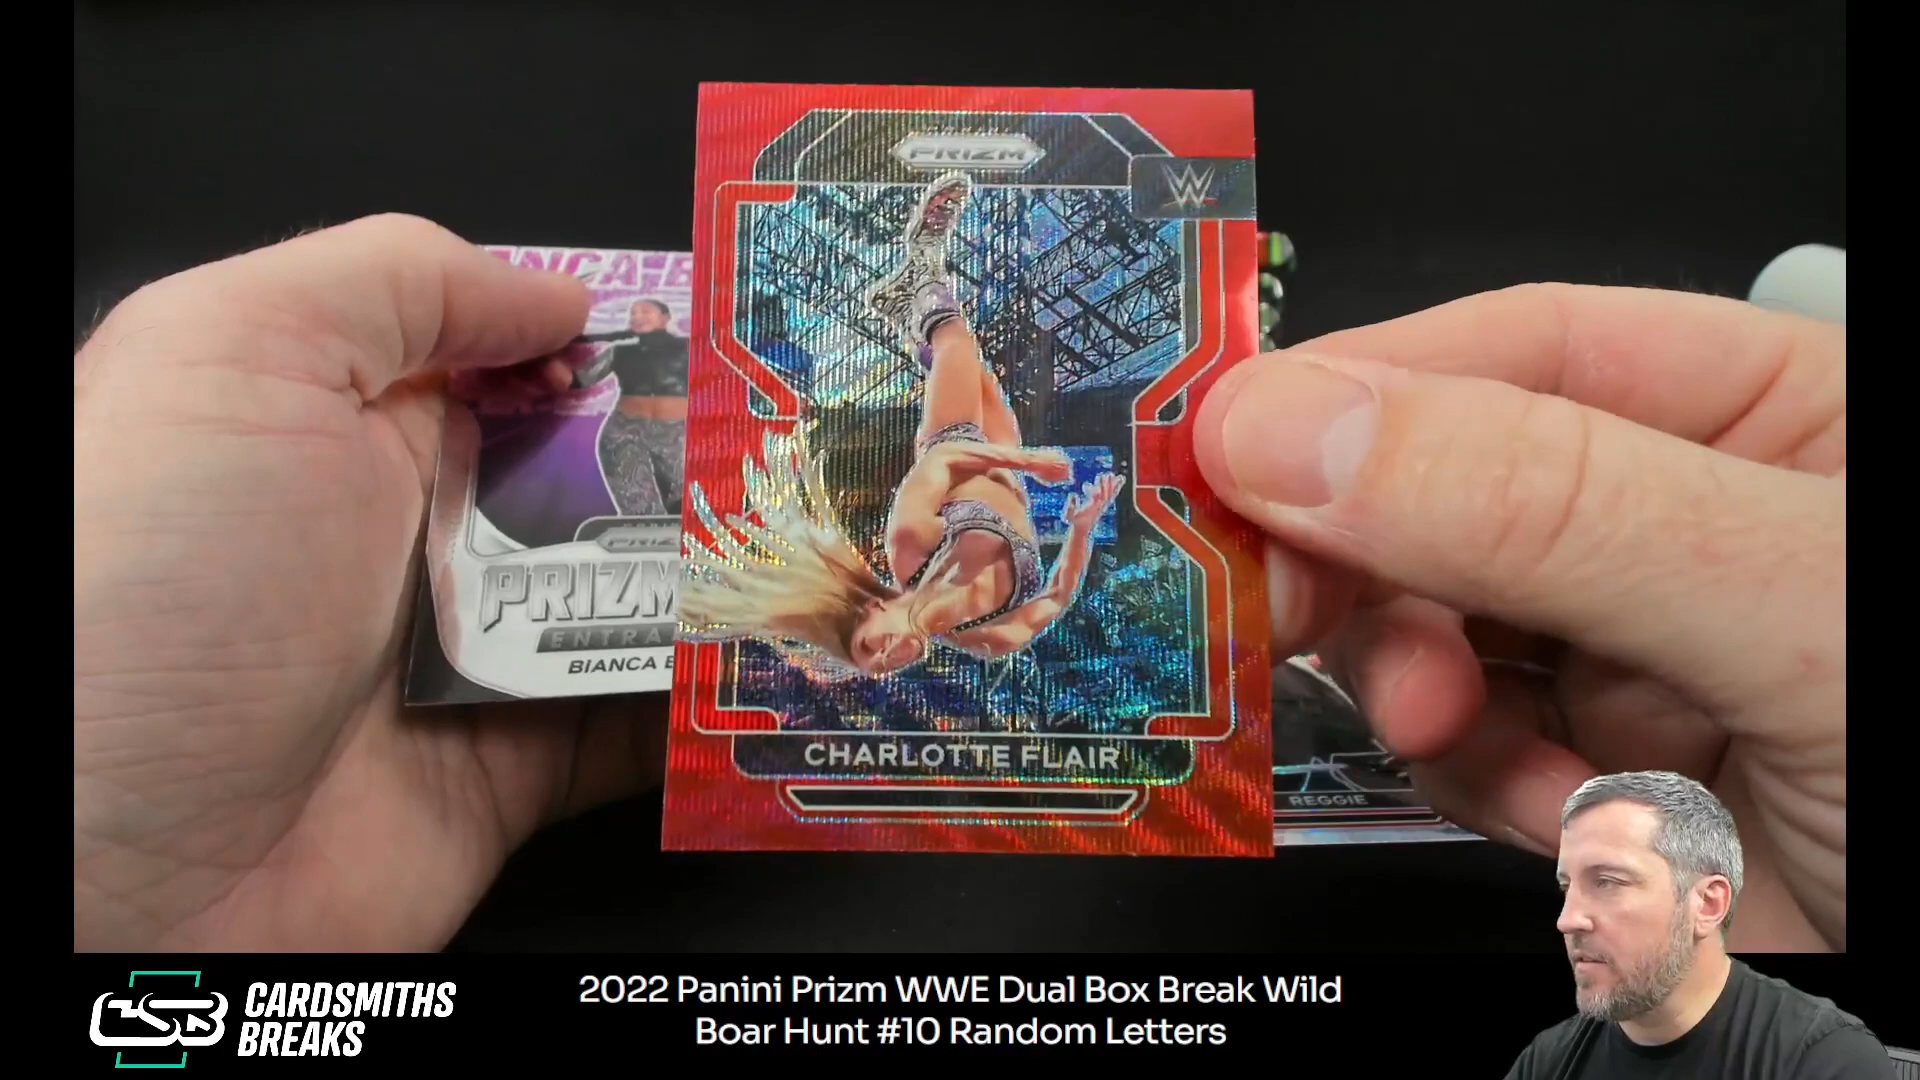 PRIZM
W
PRIZM
BIANCA B
CHARLOTTE FLAIR
REGGIE
CSB
CARDSMITHS
BREAKS
2022 Panini Prizm WWE Dual Box Break Wild
Boar Hunt #10 Random Letters